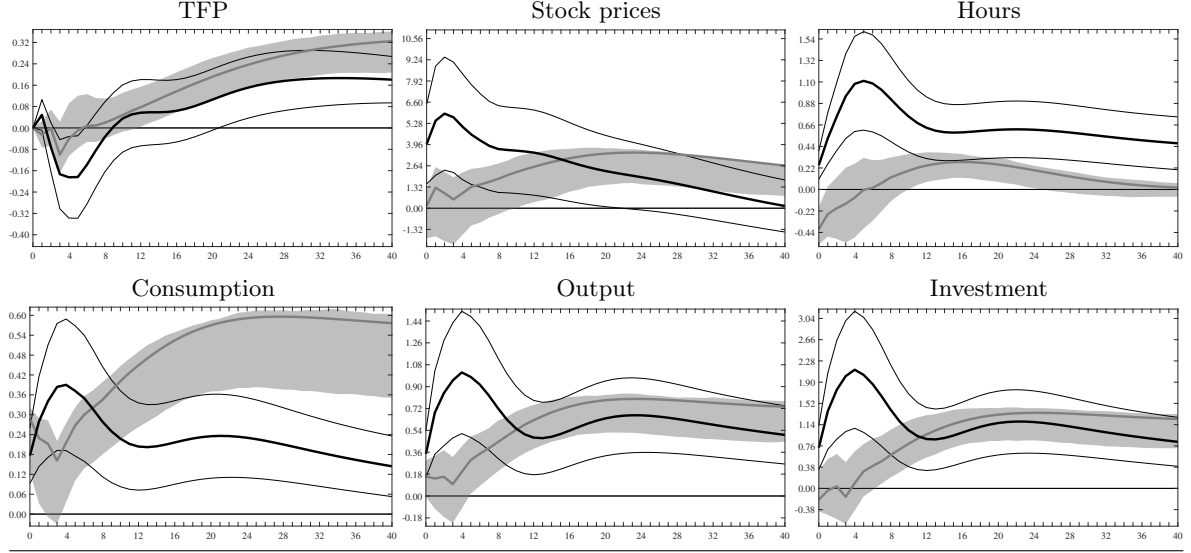 TFP Stock prices Hours
0.32 0.24 0.16 0.08 0.00 -0.08 -0.16 -0.24 -0.32 -0.40
0 4 8 12 16 20 24 28 32 36 40
10.56 9.24 7.92 6.60 5.28 3.96 2.64 1.32 0.00 -1.32
0 4 8 12 16 20 24 28 32 36 40
1.54 1.32 1.10 0.88 0.66 0.44 0.22 0.00 -0.22 -0.44
0 4 8 12 16 20 24 28 32 36 40
Consumption Output Investment
0.60 0.54 0.48 0.42 0.36 0.30 0.24 0.18 0.12 0.06 0.00
0 4 8 12 16 20 24 28 32 36 40
1.44 1.26 1.08 0.90 0.72 0.54 0.36 0.18 0.00 -0.18
0 4 8 12 16 20 24 28 32 36 40
3.04 2.66 2.28 1.90 1.52 1.14 0.76 0.38 0.00 -0.38
0 4 8 12 16 20 24 28 32 36 40